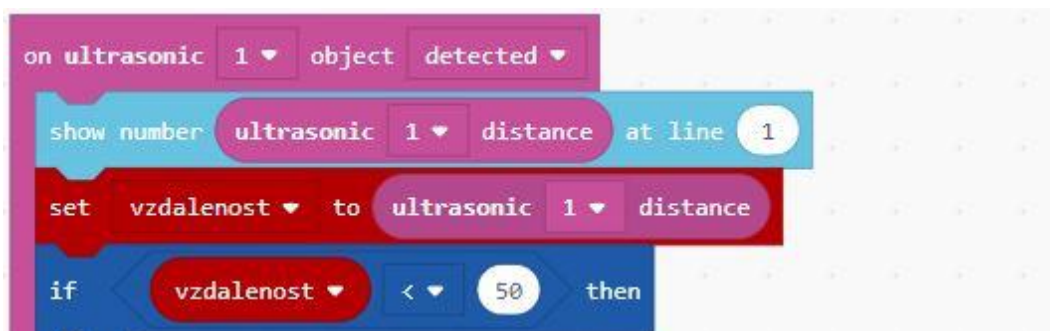 on ultrasonic 1 object detected
show number ultrasonic 1 distance at line 1
set vzdalenost to ultrasonic 1 distance
if vzdalenost < 50 then